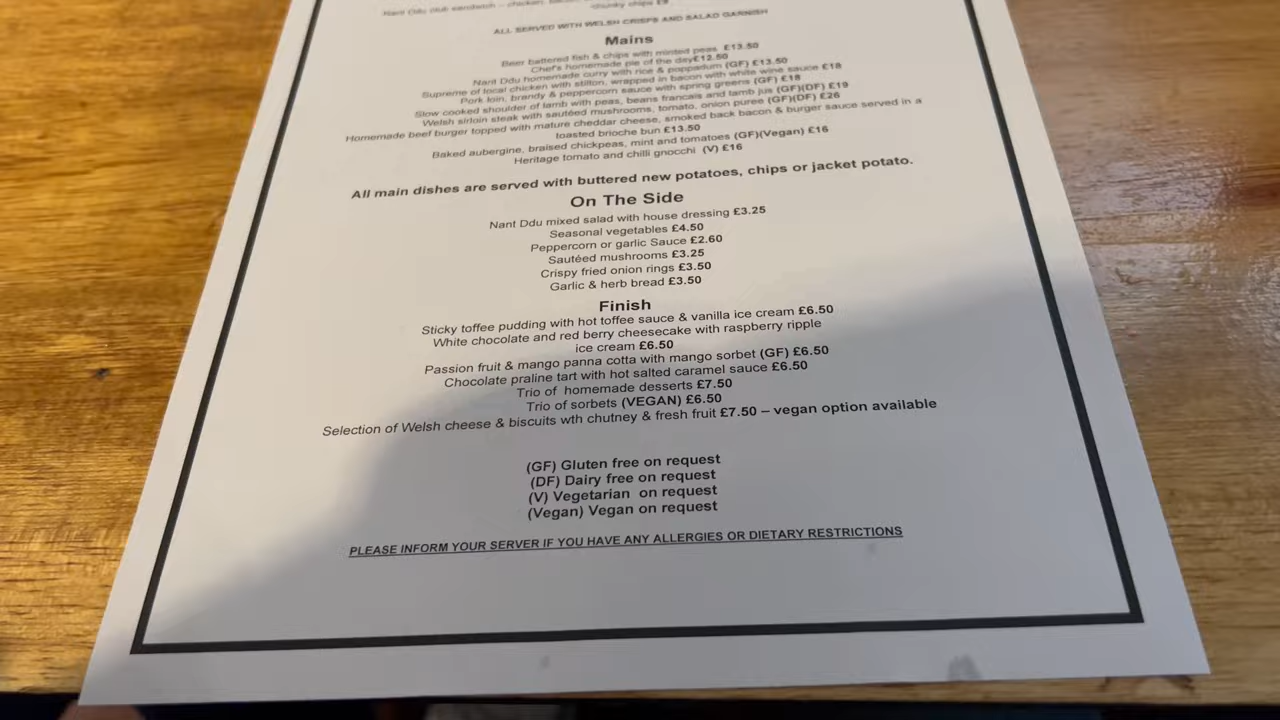 Nant Ddu club sandwich – chicken, bacon
chunky chips £9
ALL SERVED WITH WELSH CRISPS AND SALAD GARNISH
Mains
Beer battered fish & chips with minted peas £13.50
Chef's homemade pie of the day£12.50
Nant Ddu homemade curry with rice & poppadum (GF) £13.50
Supreme of local chicken with stilton, wrapped in bacon with white wine sauce £18
Pork loin, brandy & peppercorn sauce with spring greens (GF) £18
Slow cooked shoulder of lamb with peas, beans francais and lamb jus (GF)(DF) £19
Welsh sirloin steak with sautéed mushrooms, tomato, onion puree (GF)(DF) £26
Homemade beef burger topped with mature cheddar cheese, smoked back bacon & burger sauce served in a
toasted brioche bun £13.50
Baked aubergine, braised chickpeas, mint and tomatoes (GF)(Vegan) £16
Heritage tomato and chilli gnocchi (V) £16
All main dishes are served with buttered new potatoes, chips or jacket potato.
On The Side
Nant Ddu mixed salad with house dressing £3.25
Seasonal vegetables £4.50
Peppercorn or garlic Sauce £2.60
Sautéed mushrooms £3.25
Crispy fried onion rings £3.50
Garlic & herb bread £3.50
Finish
Sticky toffee pudding with hot toffee sauce & vanilla ice cream £6.50
White chocolate and red berry cheesecake with raspberry ripple
ice cream £6.50
Passion fruit & mango panna cotta with mango sorbet (GF) £6.50
Chocolate praline tart with hot salted caramel sauce £6.50
Trio of homemade desserts £7.50
Trio of sorbets (VEGAN) £6.50
Selection of Welsh cheese & biscuits wth chutney & fresh fruit £7.50 – vegan option available
(GF) Gluten free on request
(DF) Dairy free on request
(V) Vegetarian on request
(Vegan) Vegan on request
PLEASE INFORM YOUR SERVER IF YOU HAVE ANY ALLERGIES OR DIETARY RESTRICTIONS